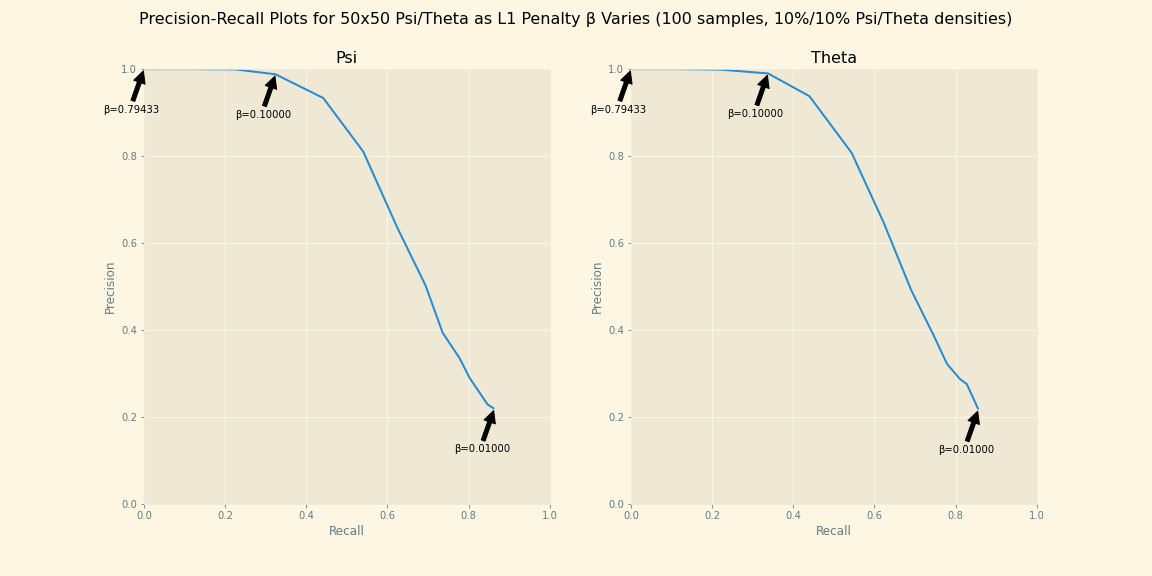 Precision-Recall Plots for 50x50 Psi/Theta as L1 Penalty β Varies (100 samples, 10%/10% Psi/Theta densities)
Psi
1.0
0.8
0.6
0.4
0.2
0.0
Precision
β=0.79433
β=0.10000
β=0.01000
0.0 0.2 0.4 0.6 0.8 1.0
Recall
Theta
1.0
0.8
0.6
0.4
0.2
0.0
Precision
β=0.79433
β=0.10000
β=0.01000
0.0 0.2 0.4 0.6 0.8 1.0
Recall